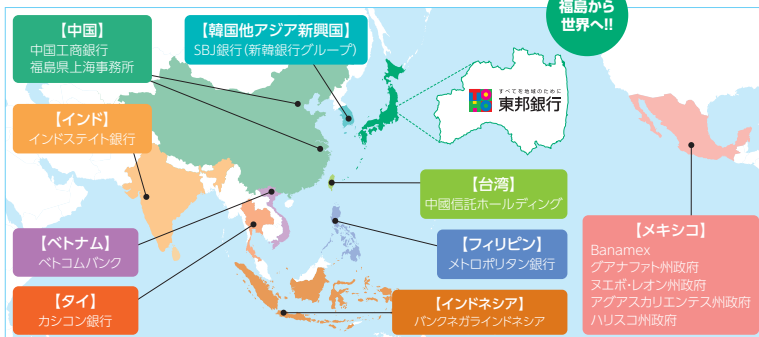 福島から
世界へ!!
【中国】
中国工商銀行
福島県上海事務所
【韓国他アジア新興国】
SBJ銀行(新韓銀行グループ)
すべてを地域のために
東邦銀行
【インド】
インドステイト銀行
【台湾】
中國信託ホールディング
【ベトナム】
ベトコムバンク
【フィリピン】
メトロポリタン銀行
【メキシコ】
Banamex
グアナファト州政府
ヌエボ・レオン州政府
アグアスカリエンテス州政府
ハリスコ州政府
【タイ】
カシコン銀行
【インドネシア】
バンクネガラインドネシア